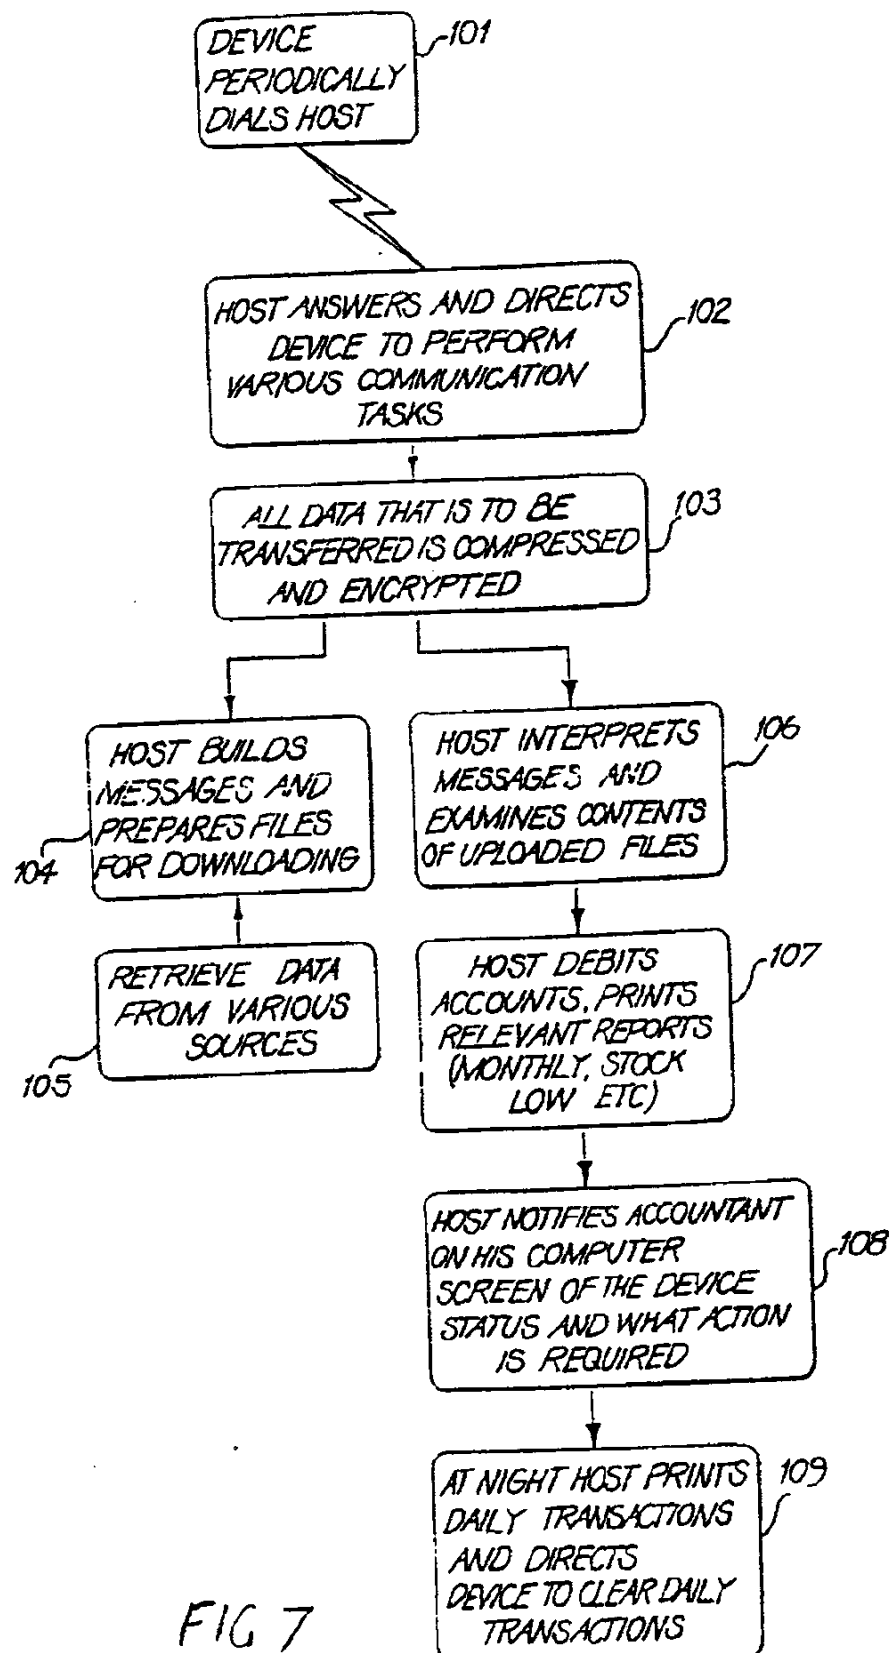 DEVICE
PERIODICALLY
DIALS HOST
101
HOST ANSWERS AND DIRECTS
DEVICE TO PERFORM
VARIOUS COMMUNICATION
TASKS
102
ALL DATA THAT IS TO BE
TRANSFERRED IS COMPRESSED
AND ENCRYPTED
103
HOST BUILDS
MESSAGES AND
PREPARES FILES
FOR DOWNLOADING
104
RETRIEVE DATA
FROM VARIOUS
SOURCES
105
HOST INTERPRETS
MESSAGES AND
EXAMINES CONTENTS
OF UPLOADED FILES
106
HOST DEBITS
ACCOUNTS, PRINTS
RELEVANT REPORTS
(MONTHLY, STOCK
LOW ETC)
107
HOST NOTIFIES ACCOUNTANT
ON HIS COMPUTER
SCREEN OF THE DEVICE
STATUS AND WHAT ACTION
IS REQUIRED
108
AT NIGHT HOST PRINTS
DAILY TRANSACTIONS
AND DIRECTS
DEVICE TO CLEAR DAILY
TRANSACTIONS
109
FIG 7